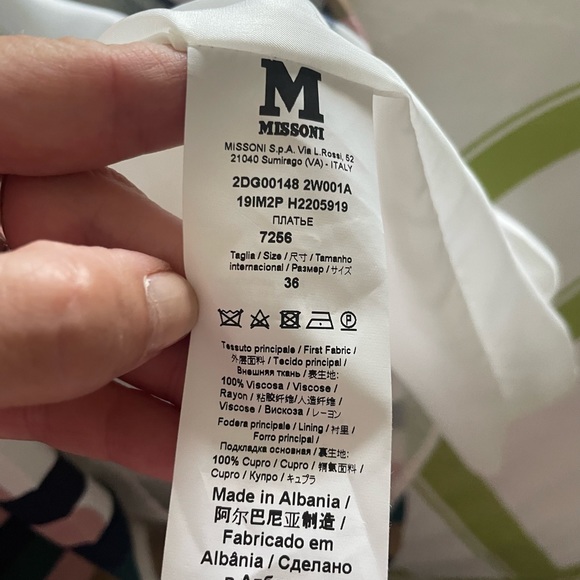 M
MISSONI
MISSONI S.p.A. Via L.Rossi, 52
21040 Sumirago (VA) - ITALY
2DG00148 2W001A
19IM2P H2205919
ПЛАТЬЕ
7256
Taglia / Size / 尺寸 / Tamanho
internacional / Размер / サイズ
36
Tessuto principale / First Fabric /
外层面料 / Tecido principal /
Внешняя ткань / 表生地:
100% Viscosa / Viscose /
Rayon / 粘胶纤维/人造纤维 /
Viscose / Вискоза / レーヨン
Fodera principale / Lining / 衬里 /
Forro principal /
Подкладка основная / 裏生地:
100% Cupro / Cupro / 铜氨面料 /
Cupro / Купро / キュプラ
Made in Albania /
阿尔巴尼亚制造 /
Fabricado em
Albânia / Сделано